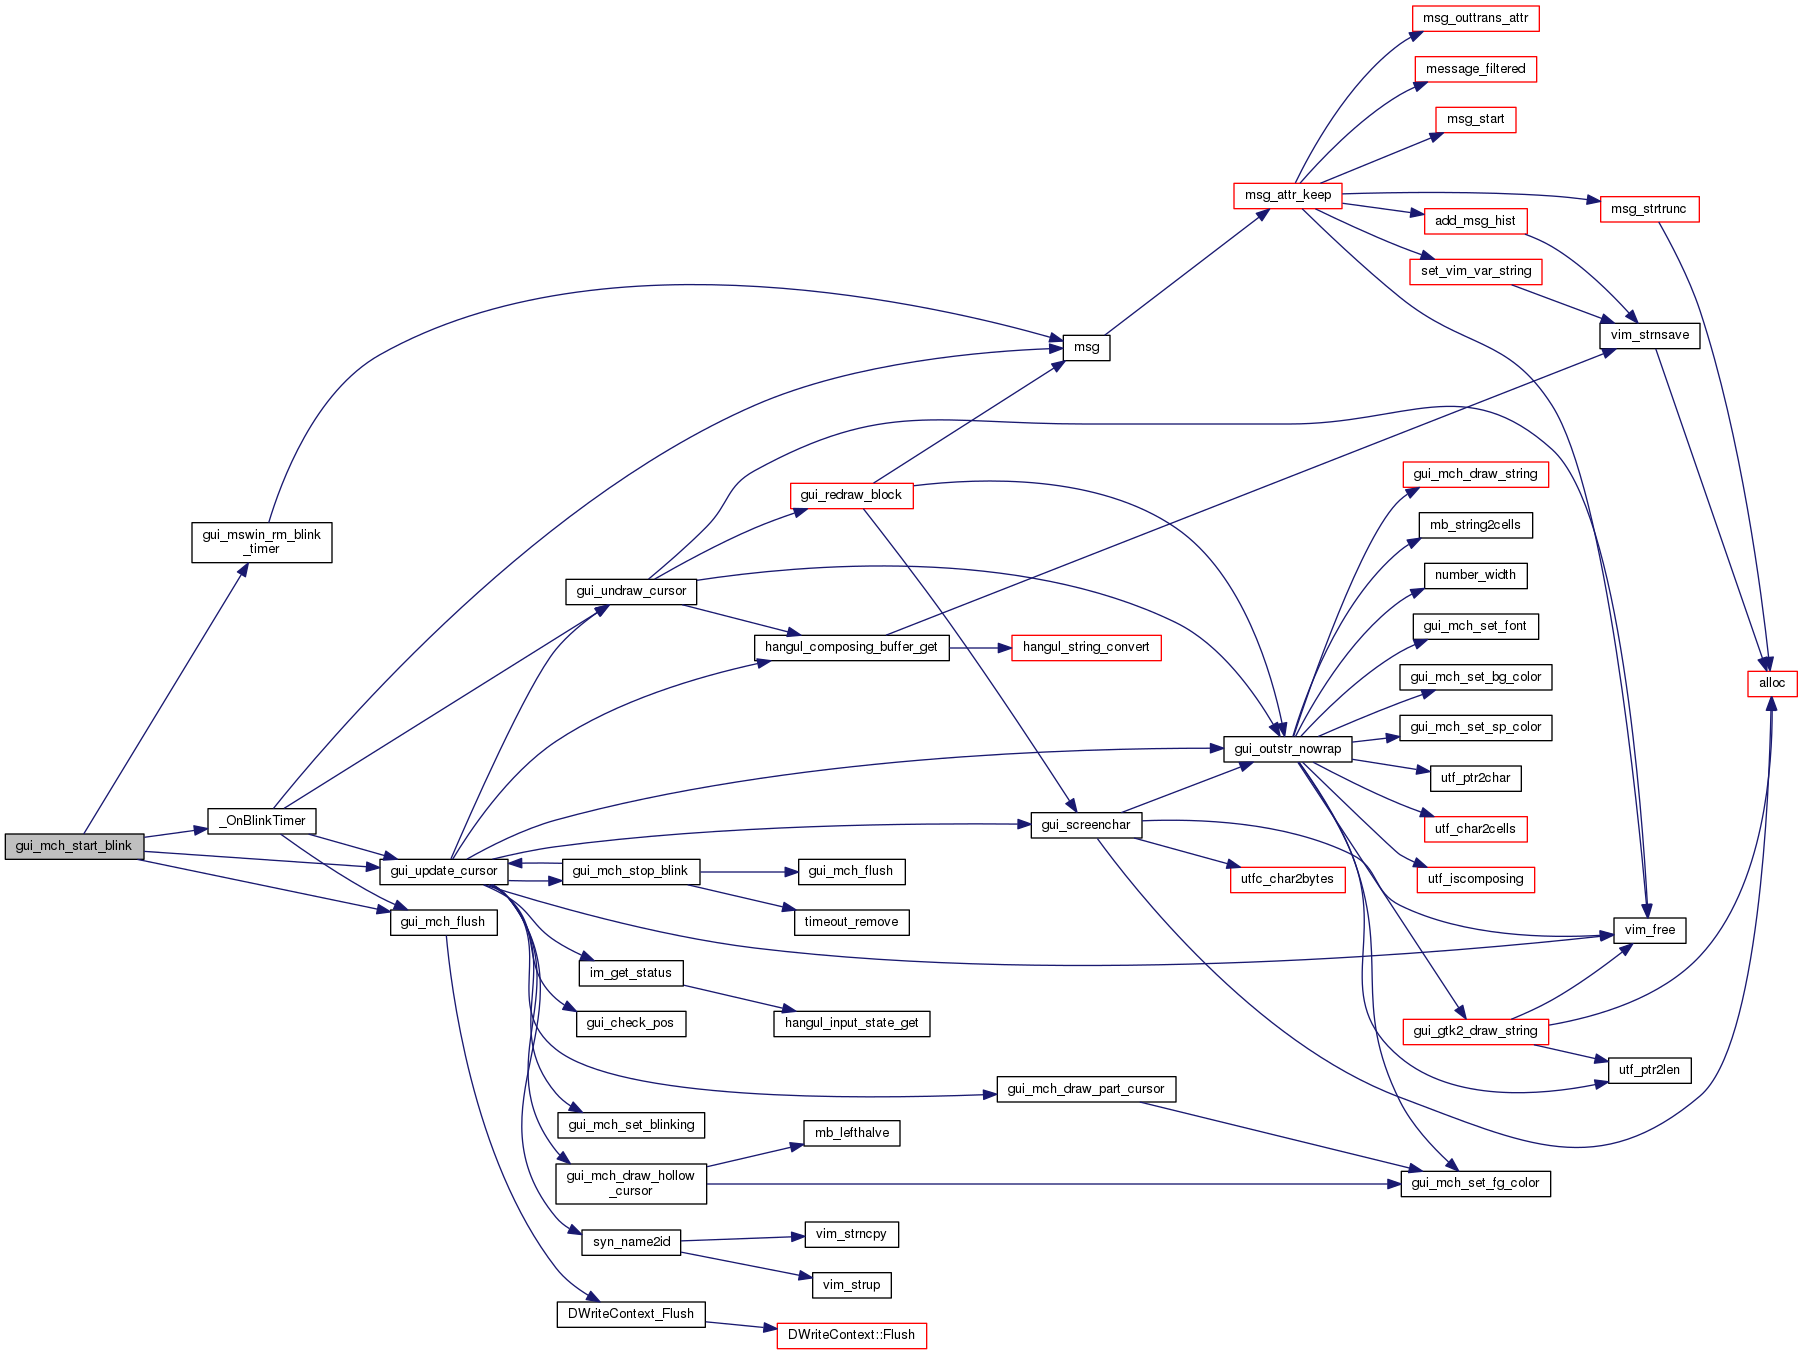 msg_outtrans_attr
message_filtered
msg_start
msg_attr_keep
msg_strtrunc
add_msg_hist
set_vim_var_string
vim_strnsave
msg
gui_redraw_block
gui_mch_draw_string
mb_string2cells
gui_mswin_rm_blink
_timer
number_width
gui_undraw_cursor
gui_mch_set_font
hangul_composing_buffer_get
hangul_string_convert
gui_mch_set_bg_color
alloc
gui_mch_set_sp_color
gui_outstr_nowrap
utf_ptr2char
_OnBlinkTimer
gui_screenchar
utf_char2cells
gui_mch_start_blink
gui_update_cursor
gui_mch_stop_blink
gui_mch_flush
utfc_char2bytes
utf_iscomposing
gui_mch_flush
timeout_remove
vim_free
im_get_status
gui_check_pos
hangul_input_state_get
gui_gtk2_draw_string
utf_ptr2len
gui_mch_draw_part_cursor
gui_mch_set_blinking
mb_lefthalve
gui_mch_draw_hollow
_cursor
gui_mch_set_fg_color
syn_name2id
vim_strncpy
vim_strup
DWriteContext_Flush
DWriteContext::Flush